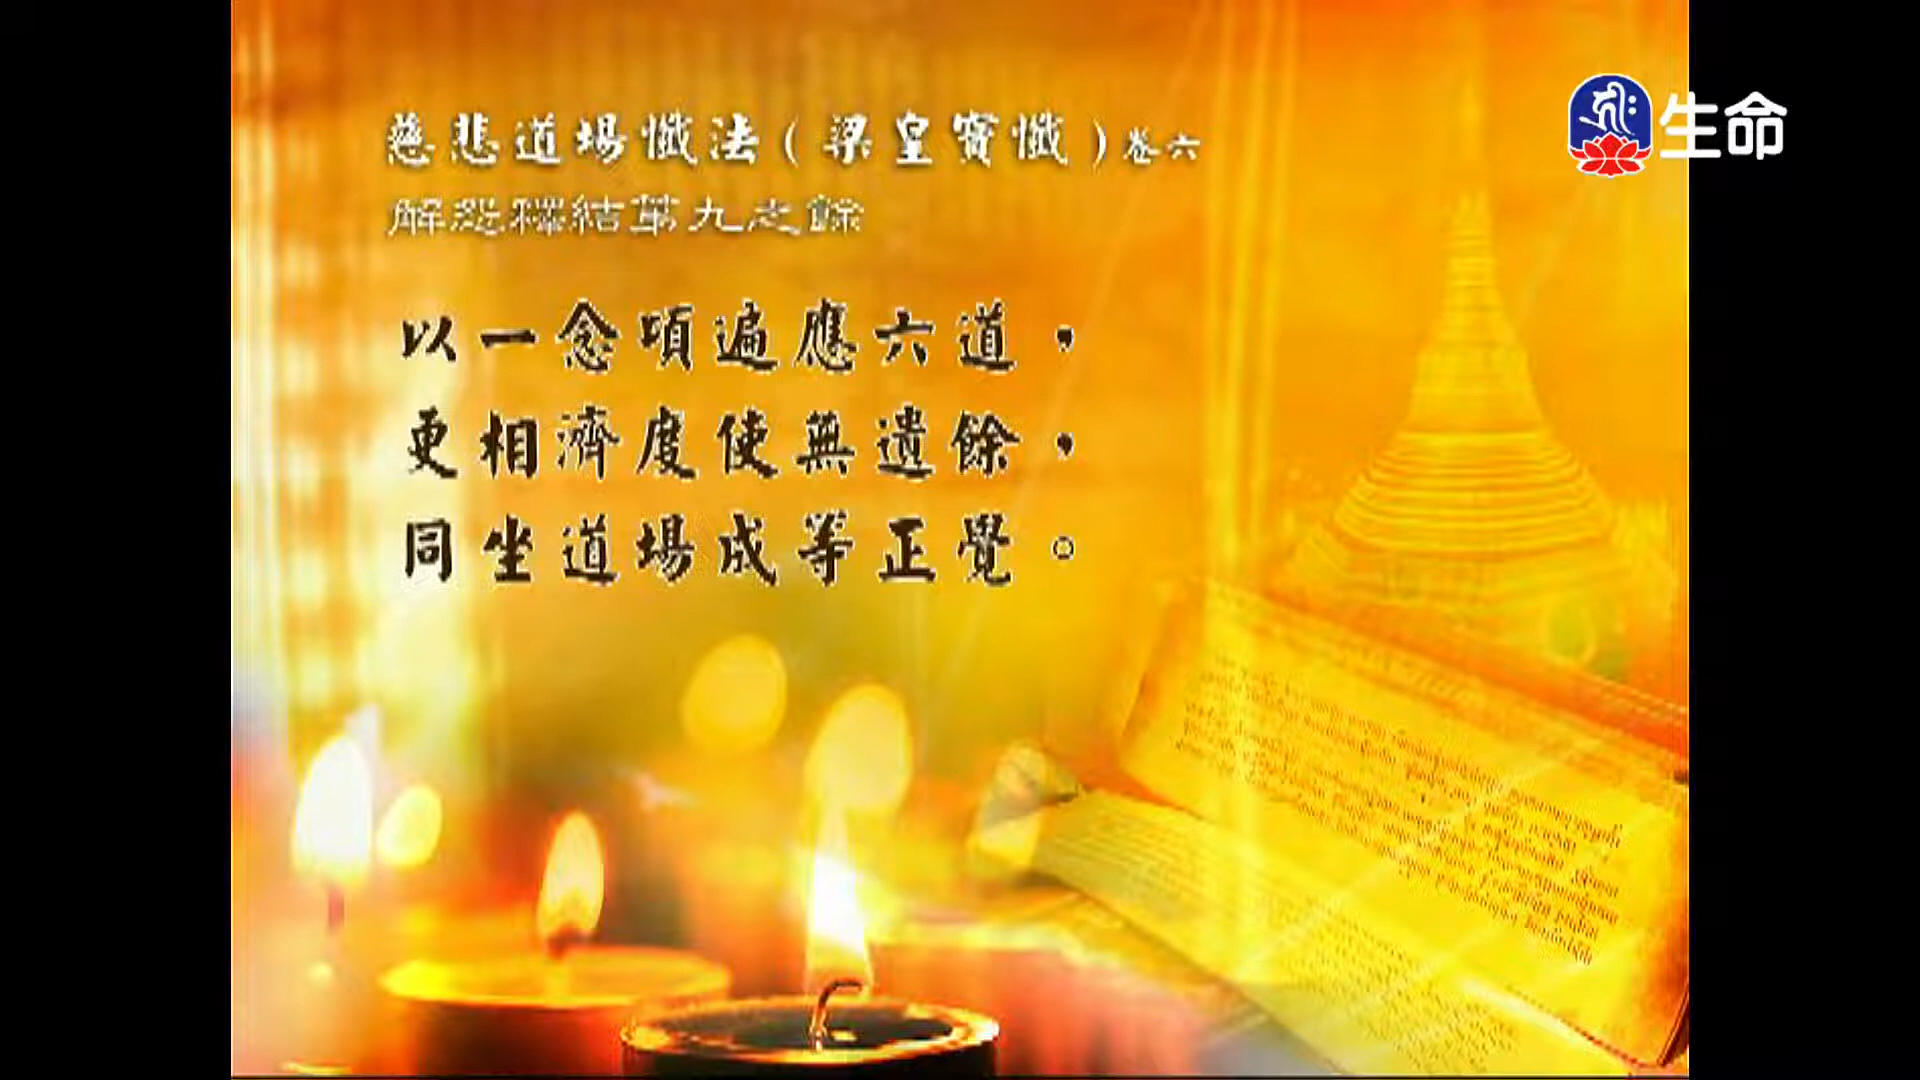 慈悲道場懺法(梁皇寶懺)卷六
解怨釋結第九之餘
以一念項遍應六道，
更相濟度使無遺餘，
同坐道場成等正覺。
生命